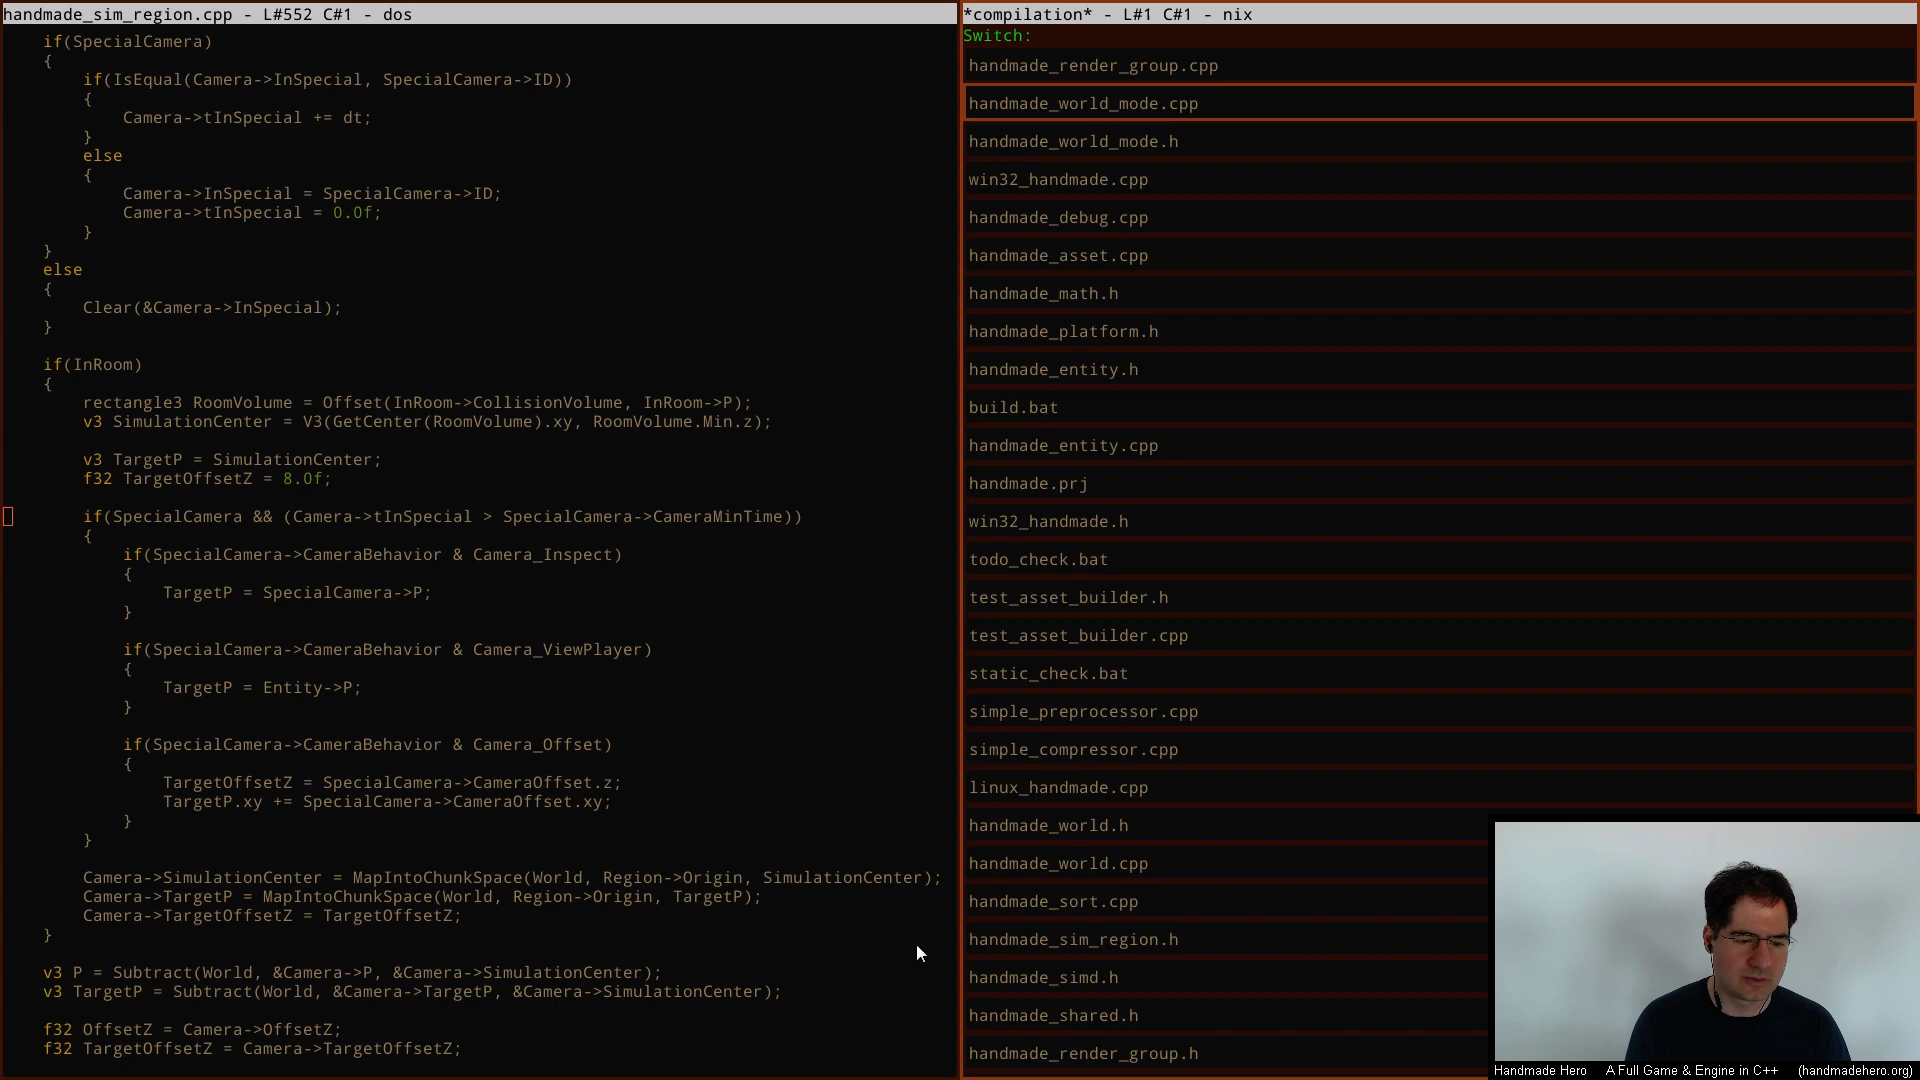 handmade_sim_region.cpp - L#552 C#1 - dos
if(SpecialCamera)
{
if(IsEqual(Camera->InSpecial, SpecialCamera->ID))
{
Camera->tInSpecial += dt;
}
else
{
Camera->InSpecial = SpecialCamera->ID;
Camera->tInSpecial = 0.0f;
}
}
else
{
Clear(&Camera->InSpecial);
}
if(InRoom)
{
rectangle3 RoomVolume = Offset(InRoom->CollisionVolume, InRoom->P);
v3 SimulationCenter = V3(GetCenter(RoomVolume).xy, RoomVolume.Min.z);
v3 TargetP = SimulationCenter;
f32 TargetOffsetZ = 8.0f;
if(SpecialCamera && (Camera->tInSpecial > SpecialCamera->CameraMinTime))
{
if(SpecialCamera->CameraBehavior & Camera_Inspect)
{
TargetP = SpecialCamera->P;
}
if(SpecialCamera->CameraBehavior & Camera_ViewPlayer)
{
TargetP = Entity->P;
}
if(SpecialCamera->CameraBehavior & Camera_Offset)
{
TargetOffsetZ = SpecialCamera->CameraOffset.z;
TargetP.xy += SpecialCamera->CameraOffset.xy;
}
}
Camera->SimulationCenter = MapIntoChunkSpace(World, Region->Origin, SimulationCenter);
Camera->TargetP = MapIntoChunkSpace(World, Region->Origin, TargetP);
Camera->TargetOffsetZ = TargetOffsetZ;
}
v3 P = Subtract(World, &Camera->P, &Camera->SimulationCenter);
v3 TargetP = Subtract(World, &Camera->TargetP, &Camera->SimulationCenter);
f32 OffsetZ = Camera->OffsetZ;
f32 TargetOffsetZ = Camera->TargetOffsetZ;
*compilation* - L#1 C#1 - nix
Switch:
handmade_render_group.cpp
handmade_world_mode.cpp
handmade_world_mode.h
win32_handmade.cpp
handmade_debug.cpp
handmade_asset.cpp
handmade_math.h
handmade_platform.h
handmade_entity.h
build.bat
handmade_entity.cpp
handmade.prj
win32_handmade.h
todo_check.bat
test_asset_builder.h
test_asset_builder.cpp
static_check.bat
simple_preprocessor.cpp
simple_compressor.cpp
linux_handmade.cpp
handmade_world.h
handmade_world.cpp
handmade_sort.cpp
handmade_sim_region.h
handmade_simd.h
handmade_shared.h
handmade_render_group.h
Handmade Hero A Full Game & Engine in C++ (handmadehero.org)